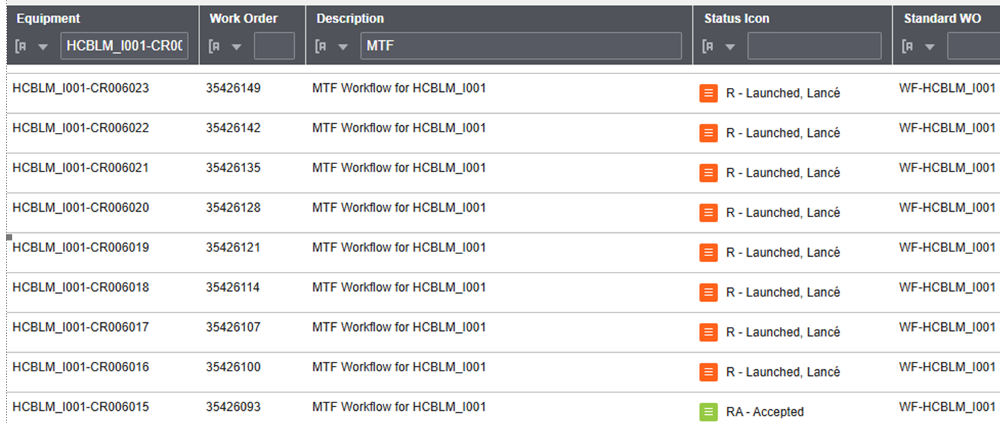 Equipment Work Order Description Status Icon Standard WO
[A HCBLM_I001-CR00 [A [A MTF [A [A
HCBLM_I001-CR006023 35426149 MTF Workflow for HCBLM_I001 R - Launched, Lancé WF-HCBLM_I001
HCBLM_I001-CR006022 35426142 MTF Workflow for HCBLM_I001 R - Launched, Lancé WF-HCBLM_I001
HCBLM_I001-CR006021 35426135 MTF Workflow for HCBLM_I001 R - Launched, Lancé WF-HCBLM_I001
HCBLM_I001-CR006020 35426128 MTF Workflow for HCBLM_I001 R - Launched, Lancé WF-HCBLM_I001
HCBLM_I001-CR006019 35426121 MTF Workflow for HCBLM_I001 R - Launched, Lancé WF-HCBLM_I001
HCBLM_I001-CR006018 35426114 MTF Workflow for HCBLM_I001 R - Launched, Lancé WF-HCBLM_I001
HCBLM_I001-CR006017 35426107 MTF Workflow for HCBLM_I001 R - Launched, Lancé WF-HCBLM_I001
HCBLM_I001-CR006016 35426100 MTF Workflow for HCBLM_I001 R - Launched, Lancé WF-HCBLM_I001
HCBLM_I001-CR006015 35426093 MTF Workflow for HCBLM_I001 RA - Accepted WF-HCBLM_I001